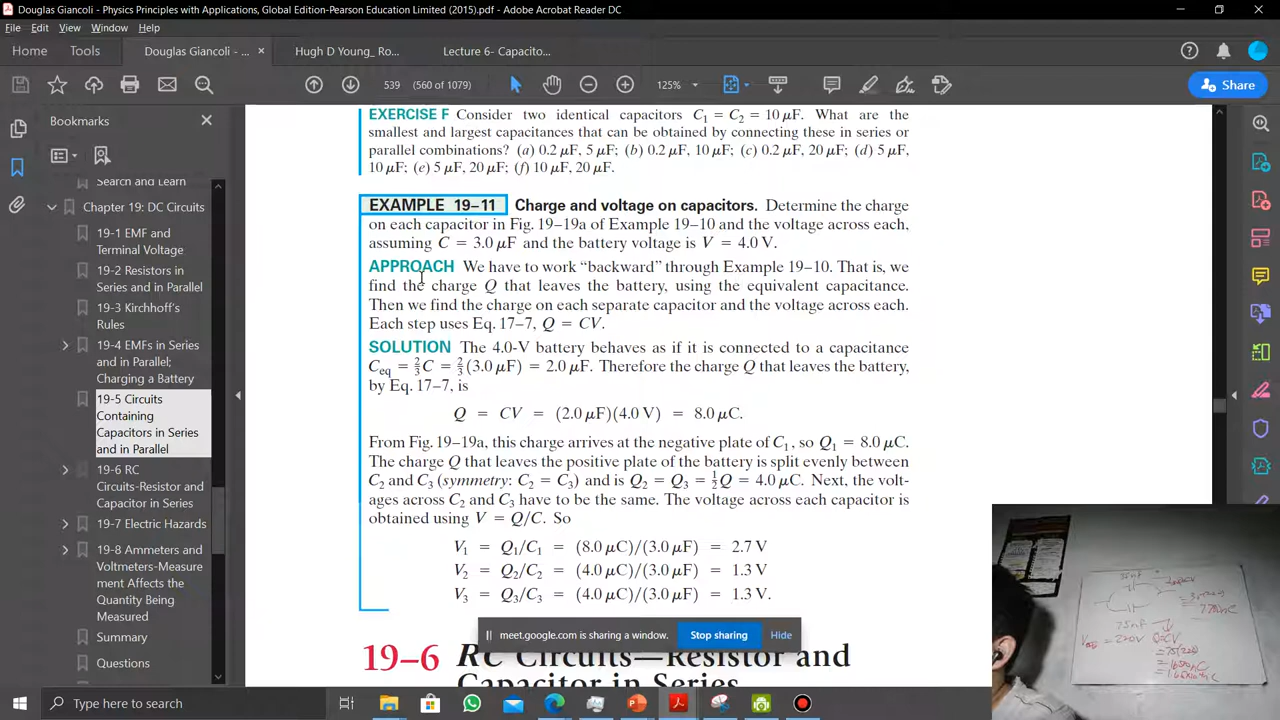 Douglas Giancoli - Physics Principles with Applications, Global Edition-Pearson Education Limited (2015).pdf - Adobe Acrobat Reader DC
File Edit View Window Help
Home Tools Douglas Giancoli - ... × Hugh D Young_ Ro... Lecture 6- Capacito...
539 (560 of 1079) 125% Share
Bookmarks
Search and Learn
Chapter 19: DC Circuits
19-1 EMF and
Terminal Voltage
19-2 Resistors in
Series and in Parallel
19-3 Kirchhoff's
Rules
19-4 EMFs in Series
and in Parallel;
Charging a Battery
19-5 Circuits
Containing
Capacitors in Series
and in Parallel
19-6 RC
Circuits-Resistor and
Capacitor in Series
19-7 Electric Hazards
19-8 Ammeters and
Voltmeters-Measure
ment Affects the
Quantity Being
Measured
Summary
Questions
EXERCISE F Consider two identical capacitors C₁ = C₂ = 10 μF. What are the
smallest and largest capacitances that can be obtained by connecting these in series or
parallel combinations? (a) 0.2 μF, 5 μF; (b) 0.2 μF, 10 μF; (c) 0.2 μF, 20 μF; (d) 5 μF,
10 μF; (e) 5 μF, 20 μF; (f) 10 μF, 20 μF.
EXAMPLE 19–11 Charge and voltage on capacitors. Determine the charge
on each capacitor in Fig. 19–19a of Example 19–10 and the voltage across each,
assuming C = 3.0 μF and the battery voltage is V = 4.0 V.
APPROACH We have to work “backward” through Example 19–10. That is, we
find the charge Q that leaves the battery, using the equivalent capacitance.
Then we find the charge on each separate capacitor and the voltage across each.
Each step uses Eq. 17–7, Q = CV.
SOLUTION The 4.0-V battery behaves as if it is connected to a capacitance
Ceq = ⅔C = ⅔(3.0 μF) = 2.0 μF. Therefore the charge Q that leaves the battery,
by Eq. 17–7, is
Q = CV = (2.0 μF)(4.0 V) = 8.0 μC.
From Fig. 19–19a, this charge arrives at the negative plate of C₁, so Q₁ = 8.0 μC.
The charge Q that leaves the positive plate of the battery is split evenly between
C₂ and C₃ (symmetry: C₂ = C₃) and is Q₂ = Q₃ = ½Q = 4.0 μC. Next, the volt-
ages across C₂ and C₃ have to be the same. The voltage across each capacitor is
obtained using V = Q/C. So
V₁ = Q₁/C₁ = (8.0 μC)/(3.0 μF) = 2.7 V
V₂ = Q₂/C₂ = (4.0 μC)/(3.0 μF) = 1.3 V
V₃ = Q₃/C₃ = (4.0 μC)/(3.0 μF) = 1.3 V.
meet.google.com is sharing a window. Stop sharing Hide
19–6 RC Circuits—Resistor and
Capacitor in Series
75nF
Q=CV
Type here to search